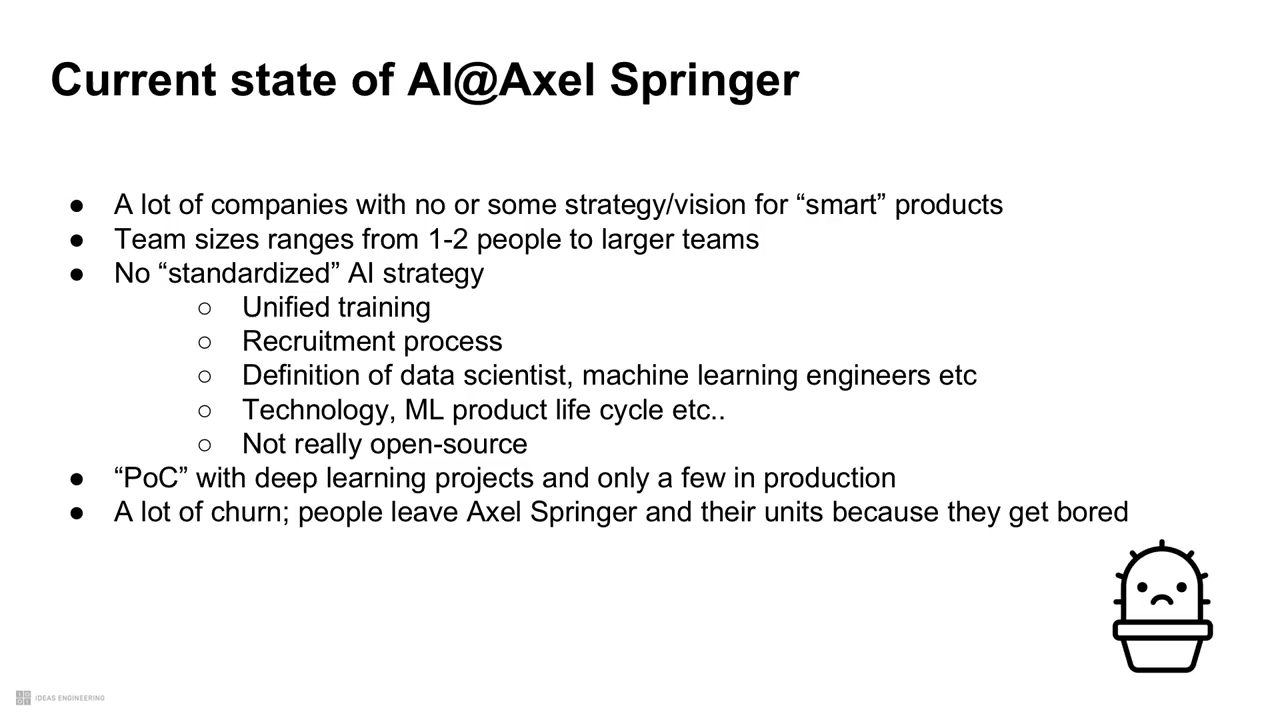 Current state of AI@Axel Springer
● A lot of companies with no or some strategy/vision for “smart” products
● Team sizes ranges from 1-2 people to larger teams
● No “standardized” AI strategy
○ Unified training
○ Recruitment process
○ Definition of data scientist, machine learning engineers etc
○ Technology, ML product life cycle etc..
○ Not really open-source
● “PoC” with deep learning projects and only a few in production
● A lot of churn; people leave Axel Springer and their units because they get bored
IDEAS ENGINEERING